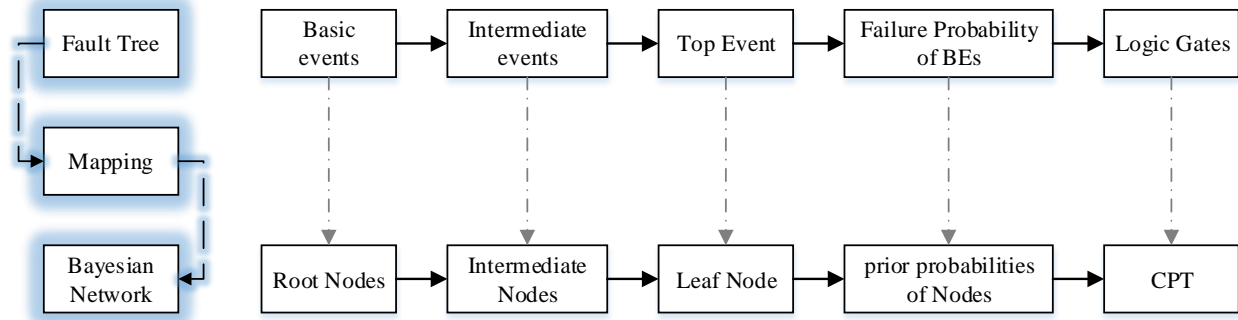 Fault Tree
Basic
events
Intermediate
events
Top Event
Failure Probability
of BEs
Logic Gates
Mapping
Bayesian
Network
Root Nodes
Intermediate
Nodes
Leaf Node
prior probabilities
of Nodes
CPT